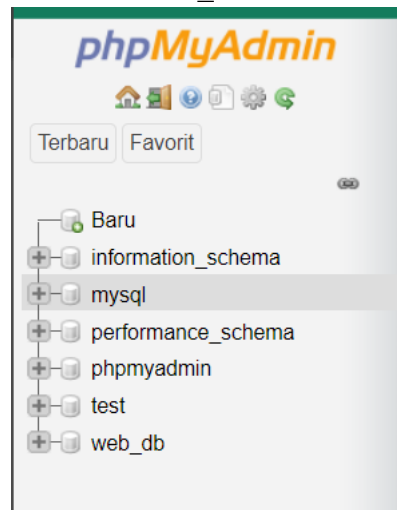 phpMyAdmin
Terbaru Favorit
Baru
information_schema
mysql
performance_schema
phpmyadmin
test
web_db